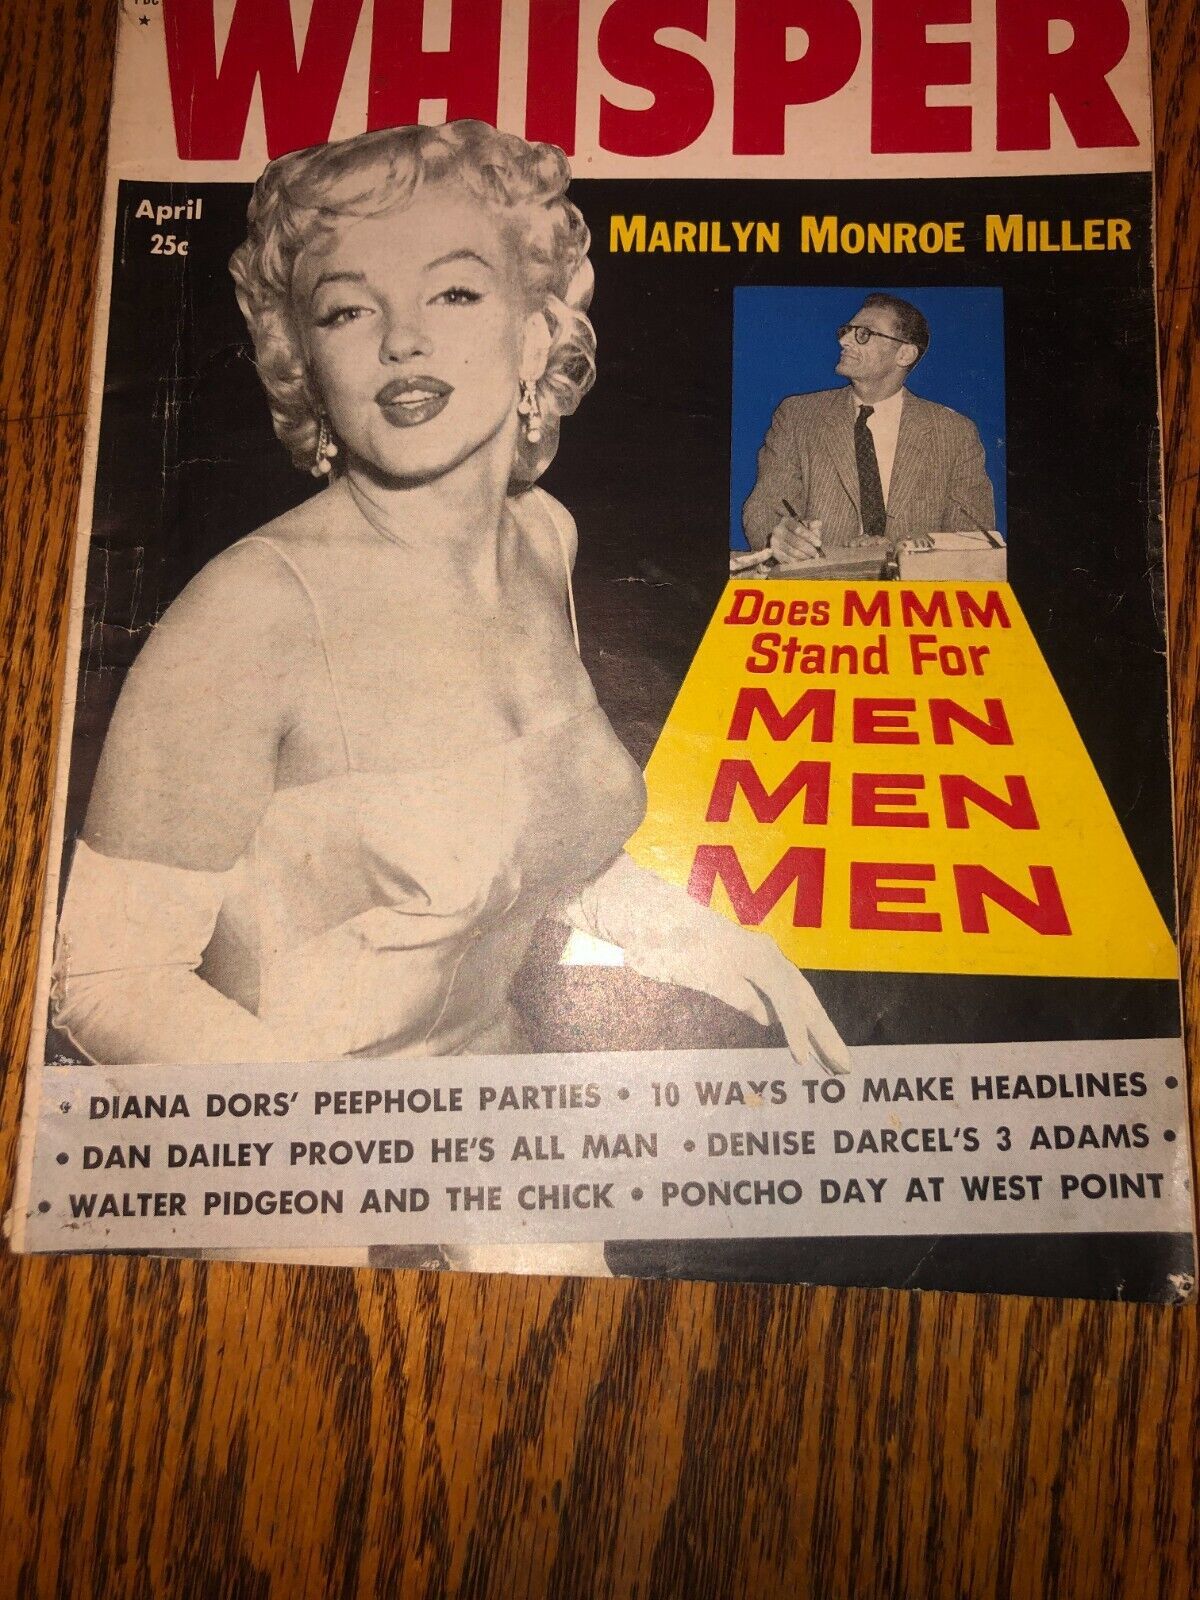 WHISPER
April
25c
MARILYN MONROE MILLER
Does MMM
Stand For
MEN
MEN
MEN
• DIANA DORS' PEEPHOLE PARTIES • 10 WAYS TO MAKE HEADLINES •
• DAN DAILEY PROVED HE'S ALL MAN • DENISE DARCEL'S 3 ADAMS •
• WALTER PIDGEON AND THE CHICK • PONCHO DAY AT WEST POINT